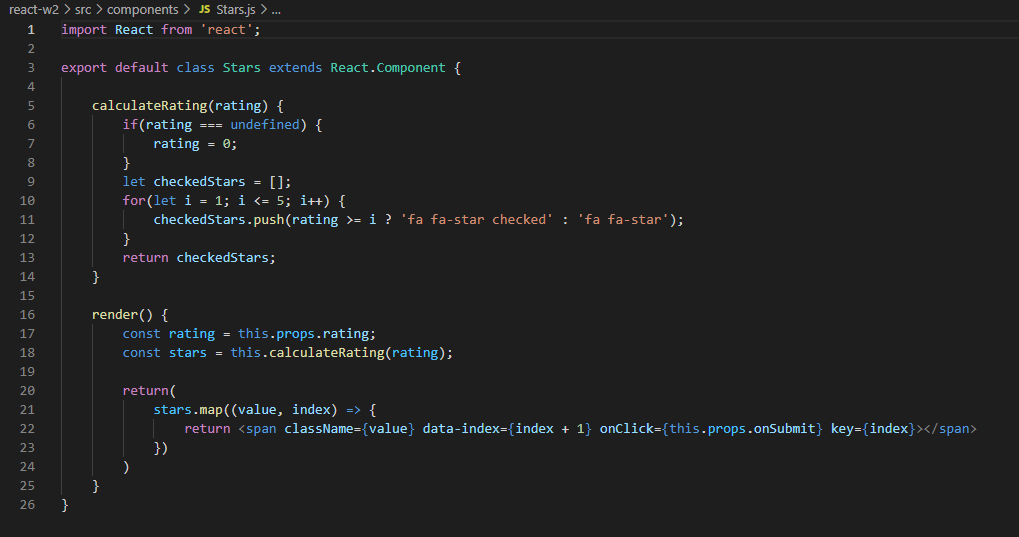 react-w2 > src > components > JS Stars.js > ...
1 import React from 'react';
2
3 export default class Stars extends React.Component {
4
5     calculateRating(rating) {
6         if(rating === undefined) {
7             rating = 0;
8         }
9         let checkedStars = [];
10         for(let i = 1; i <= 5; i++) {
11             checkedStars.push(rating >= i ? 'fa fa-star checked' : 'fa fa-star');
12         }
13         return checkedStars;
14     }
15
16     render() {
17         const rating = this.props.rating;
18         const stars = this.calculateRating(rating);
19
20         return(
21             stars.map((value, index) => {
22                 return <span className={value} data-index={index + 1} onClick={this.props.onSubmit} key={index}></span>
23             })
24         )
25     }
26 }